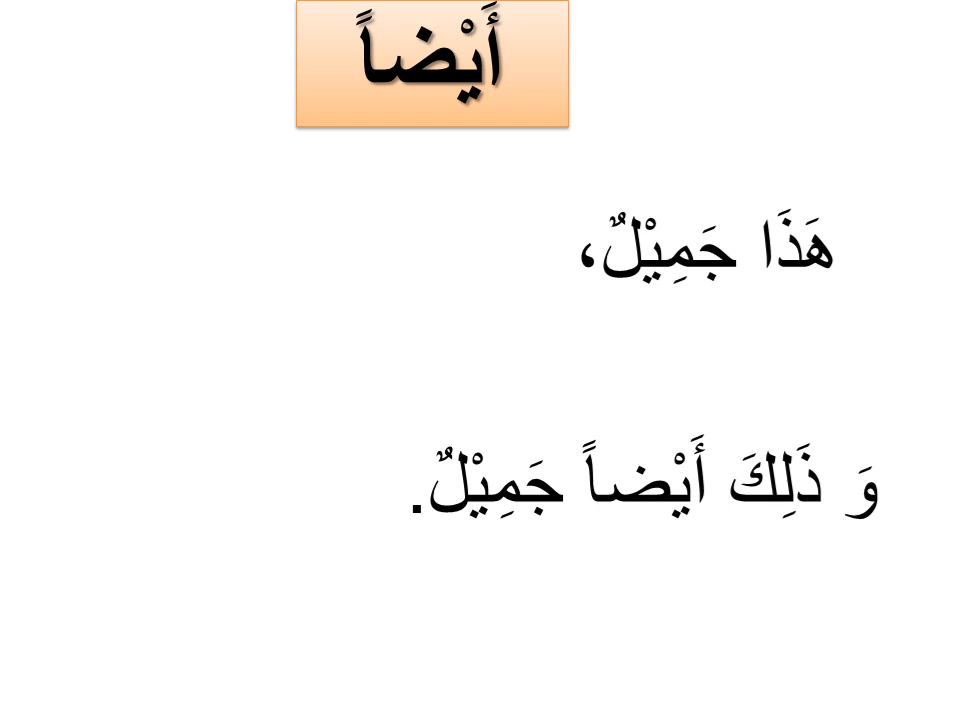 أَيْضاً
هَذَا جَمِيْلٌ،
وَ ذَلِكَ أَيْضاً جَمِيْلٌ.